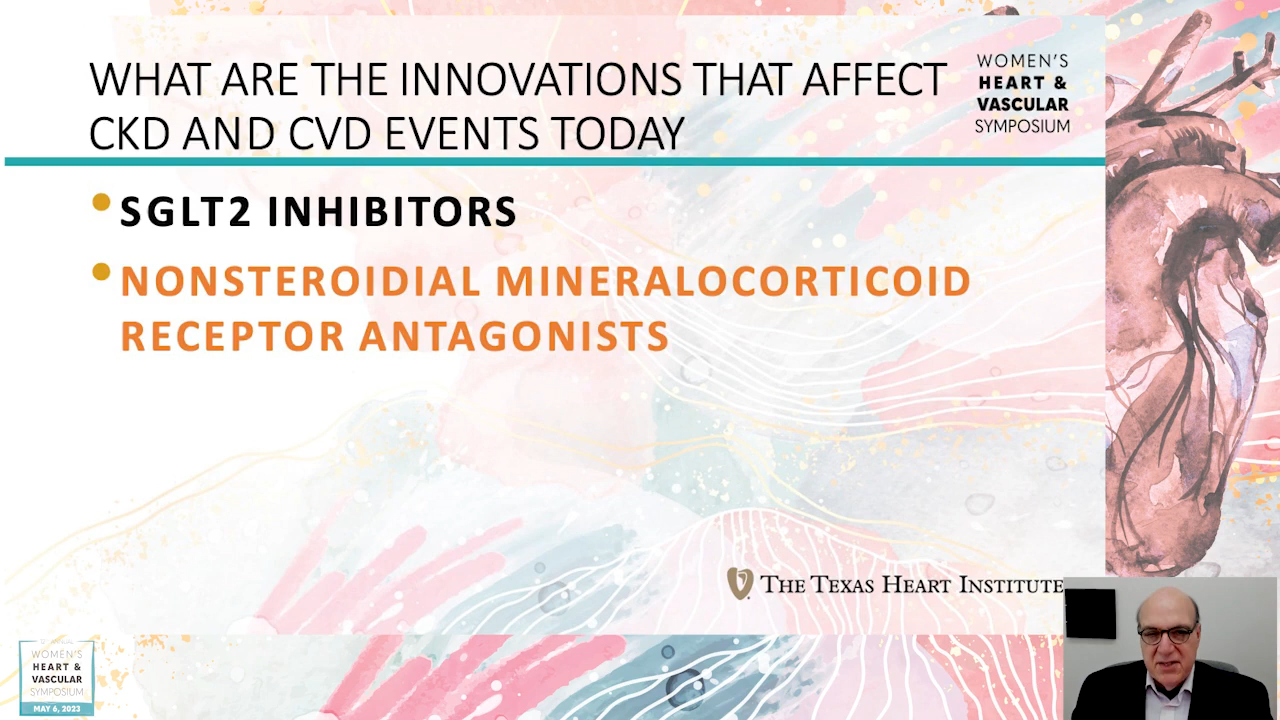 WHAT ARE THE INNOVATIONS THAT AFFECT
CKD AND CVD EVENTS TODAY
WOMEN'S
HEART &
VASCULAR
SYMPOSIUM
• SGLT2 INHIBITORS
• NONSTEROIDIAL MINERALOCORTICOID
RECEPTOR ANTAGONISTS
THE TEXAS HEART INSTITUTE
WOMEN'S
HEART &
VASCULAR
SYMPOSIUM
MAY 6, 2023